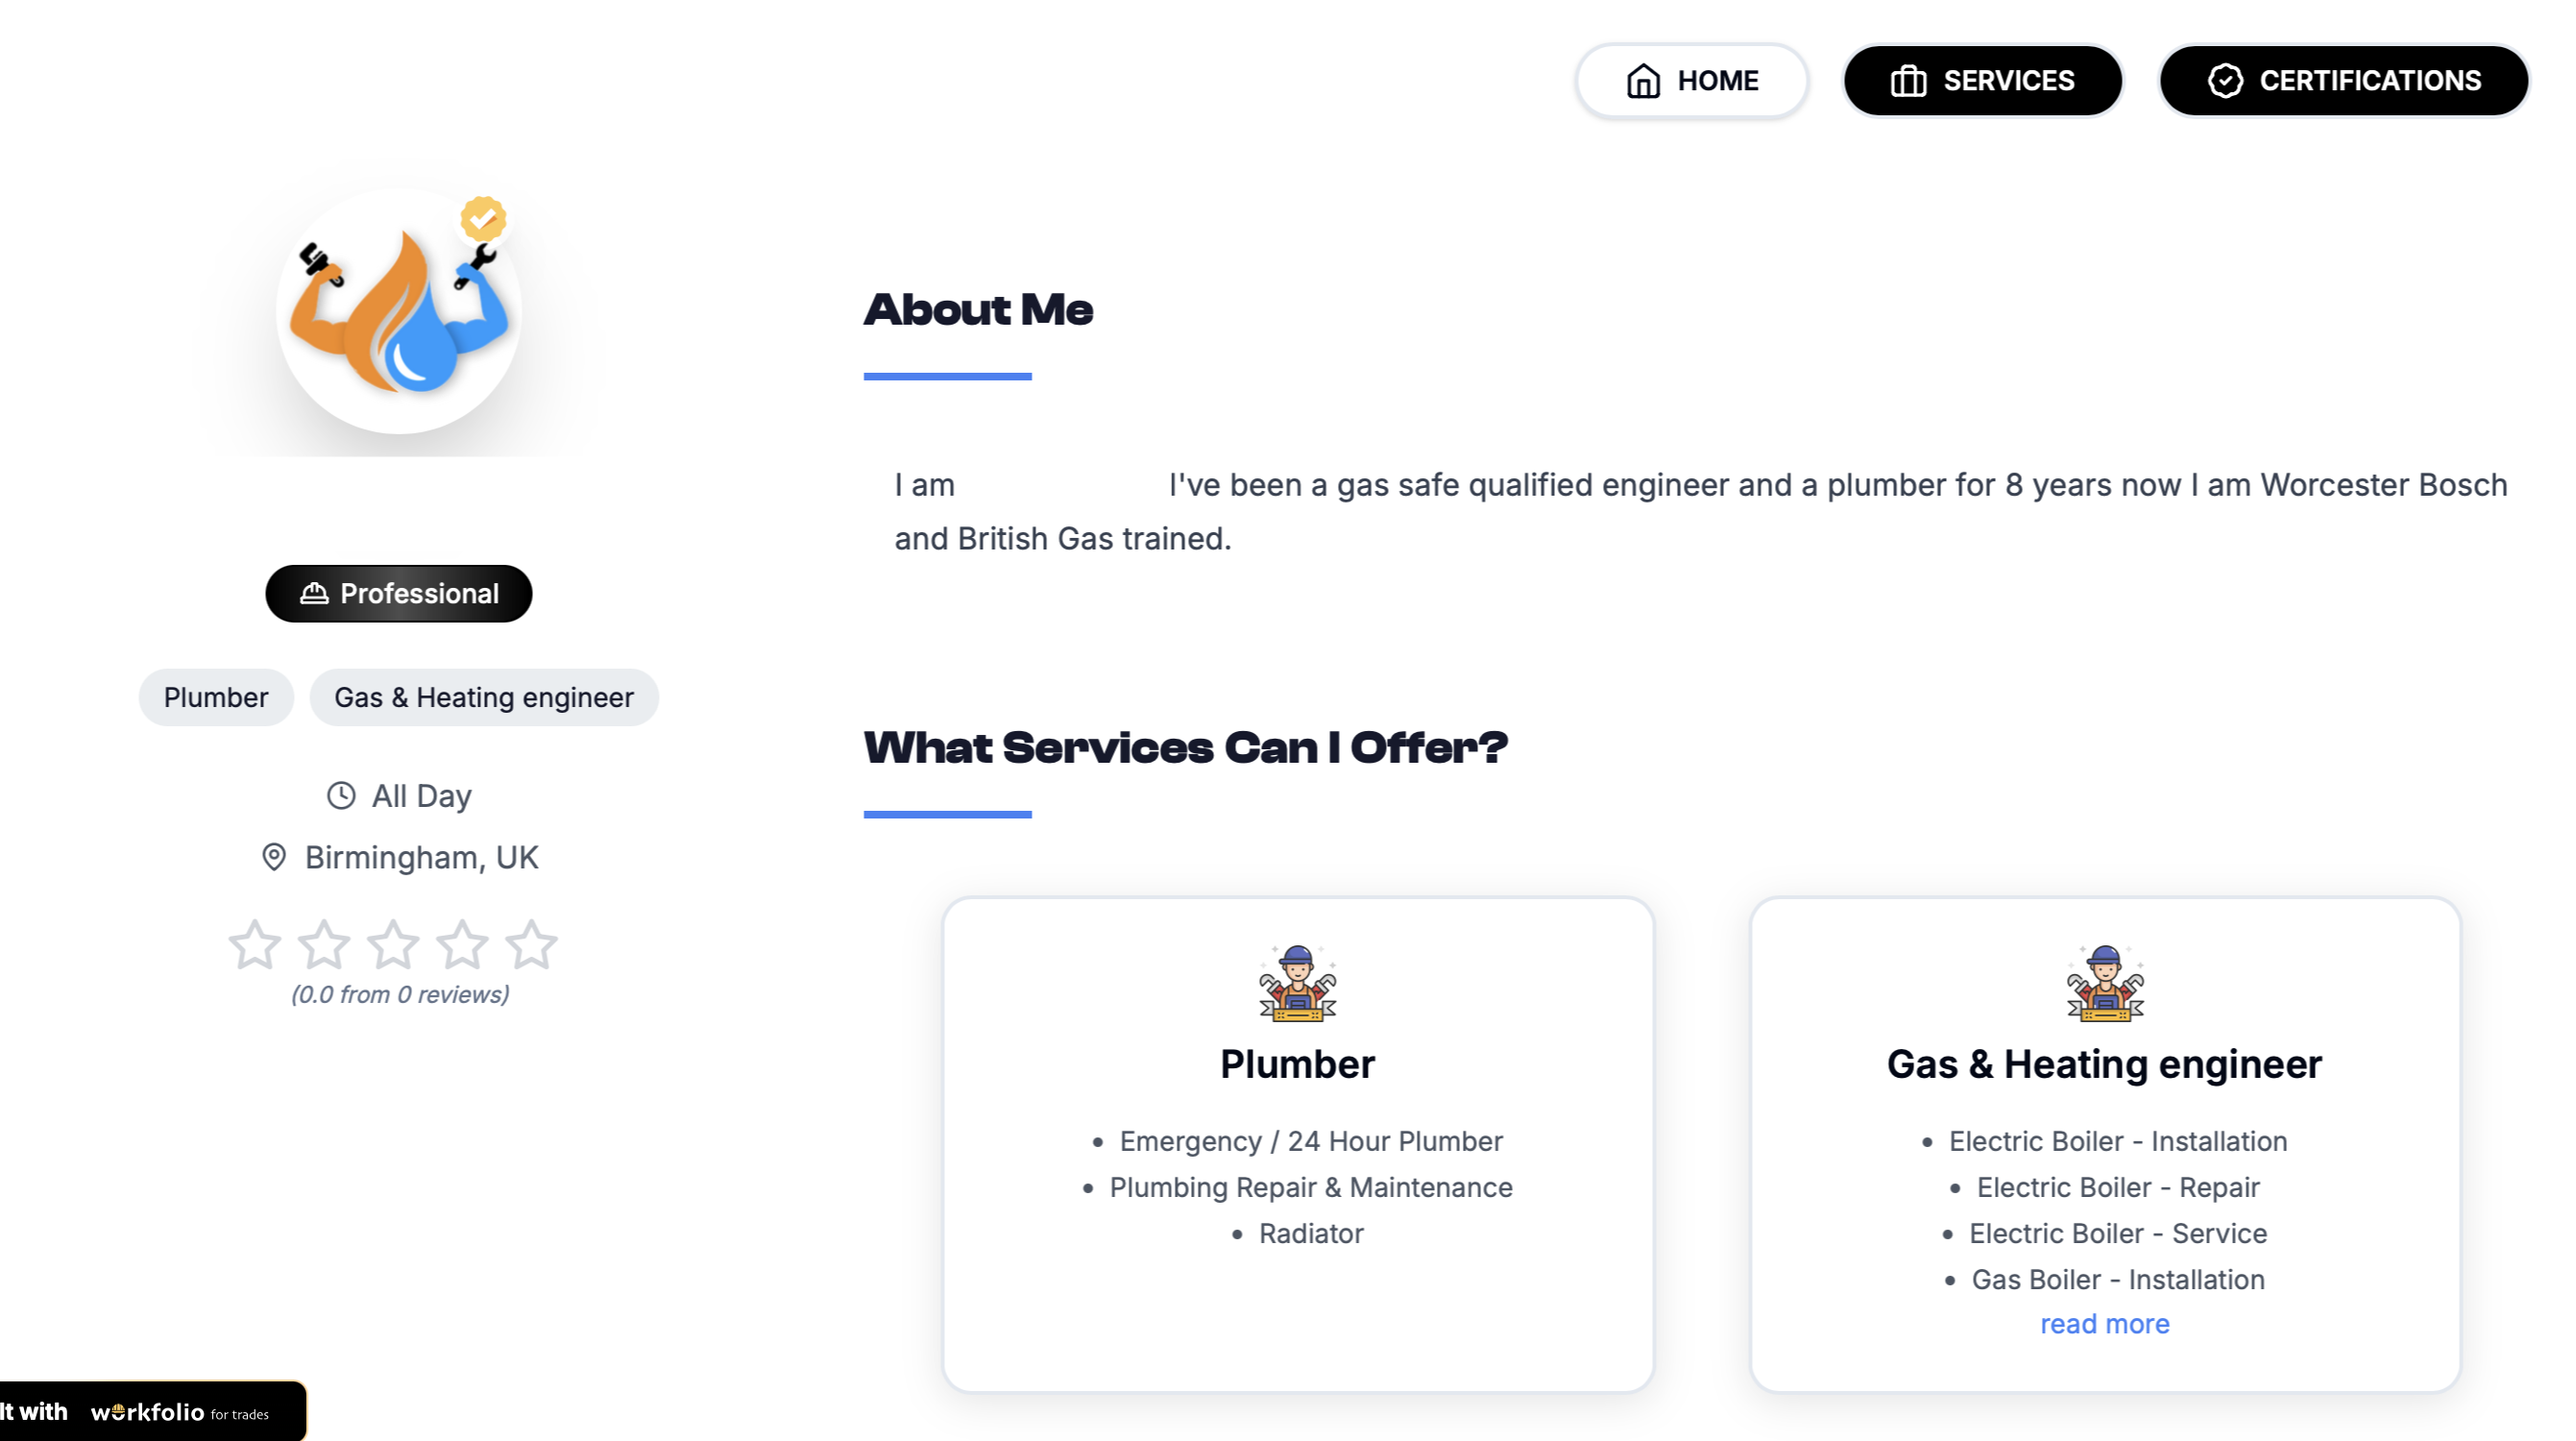 HOME
SERVICES
CERTIFICATIONS
About Me
I am I've been a gas safe qualified engineer and a plumber for 8 years now I am Worcester Bosch
and British Gas trained.
Professional
Plumber
Gas & Heating engineer
All Day
Birmingham, UK
(0.0 from 0 reviews)
What Services Can I Offer?
Plumber
• Emergency / 24 Hour Plumber
• Plumbing Repair & Maintenance
• Radiator
Gas & Heating engineer
• Electric Boiler - Installation
• Electric Boiler - Repair
• Electric Boiler - Service
• Gas Boiler - Installation
read more
lt with workfolio for trades